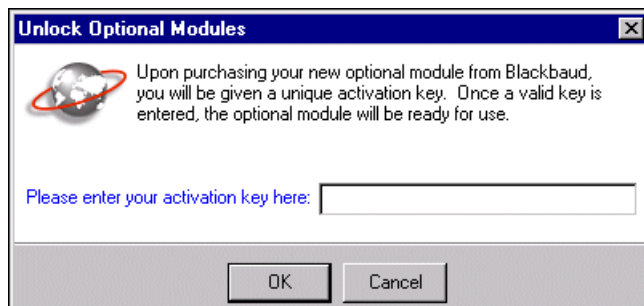 Unlock Optional Modules
Upon purchasing your new optional module from Blackbaud,
you will be given a unique activation key.  Once a valid key is
entered, the optional module will be ready for use.
Please enter your activation key here:
OK
Cancel